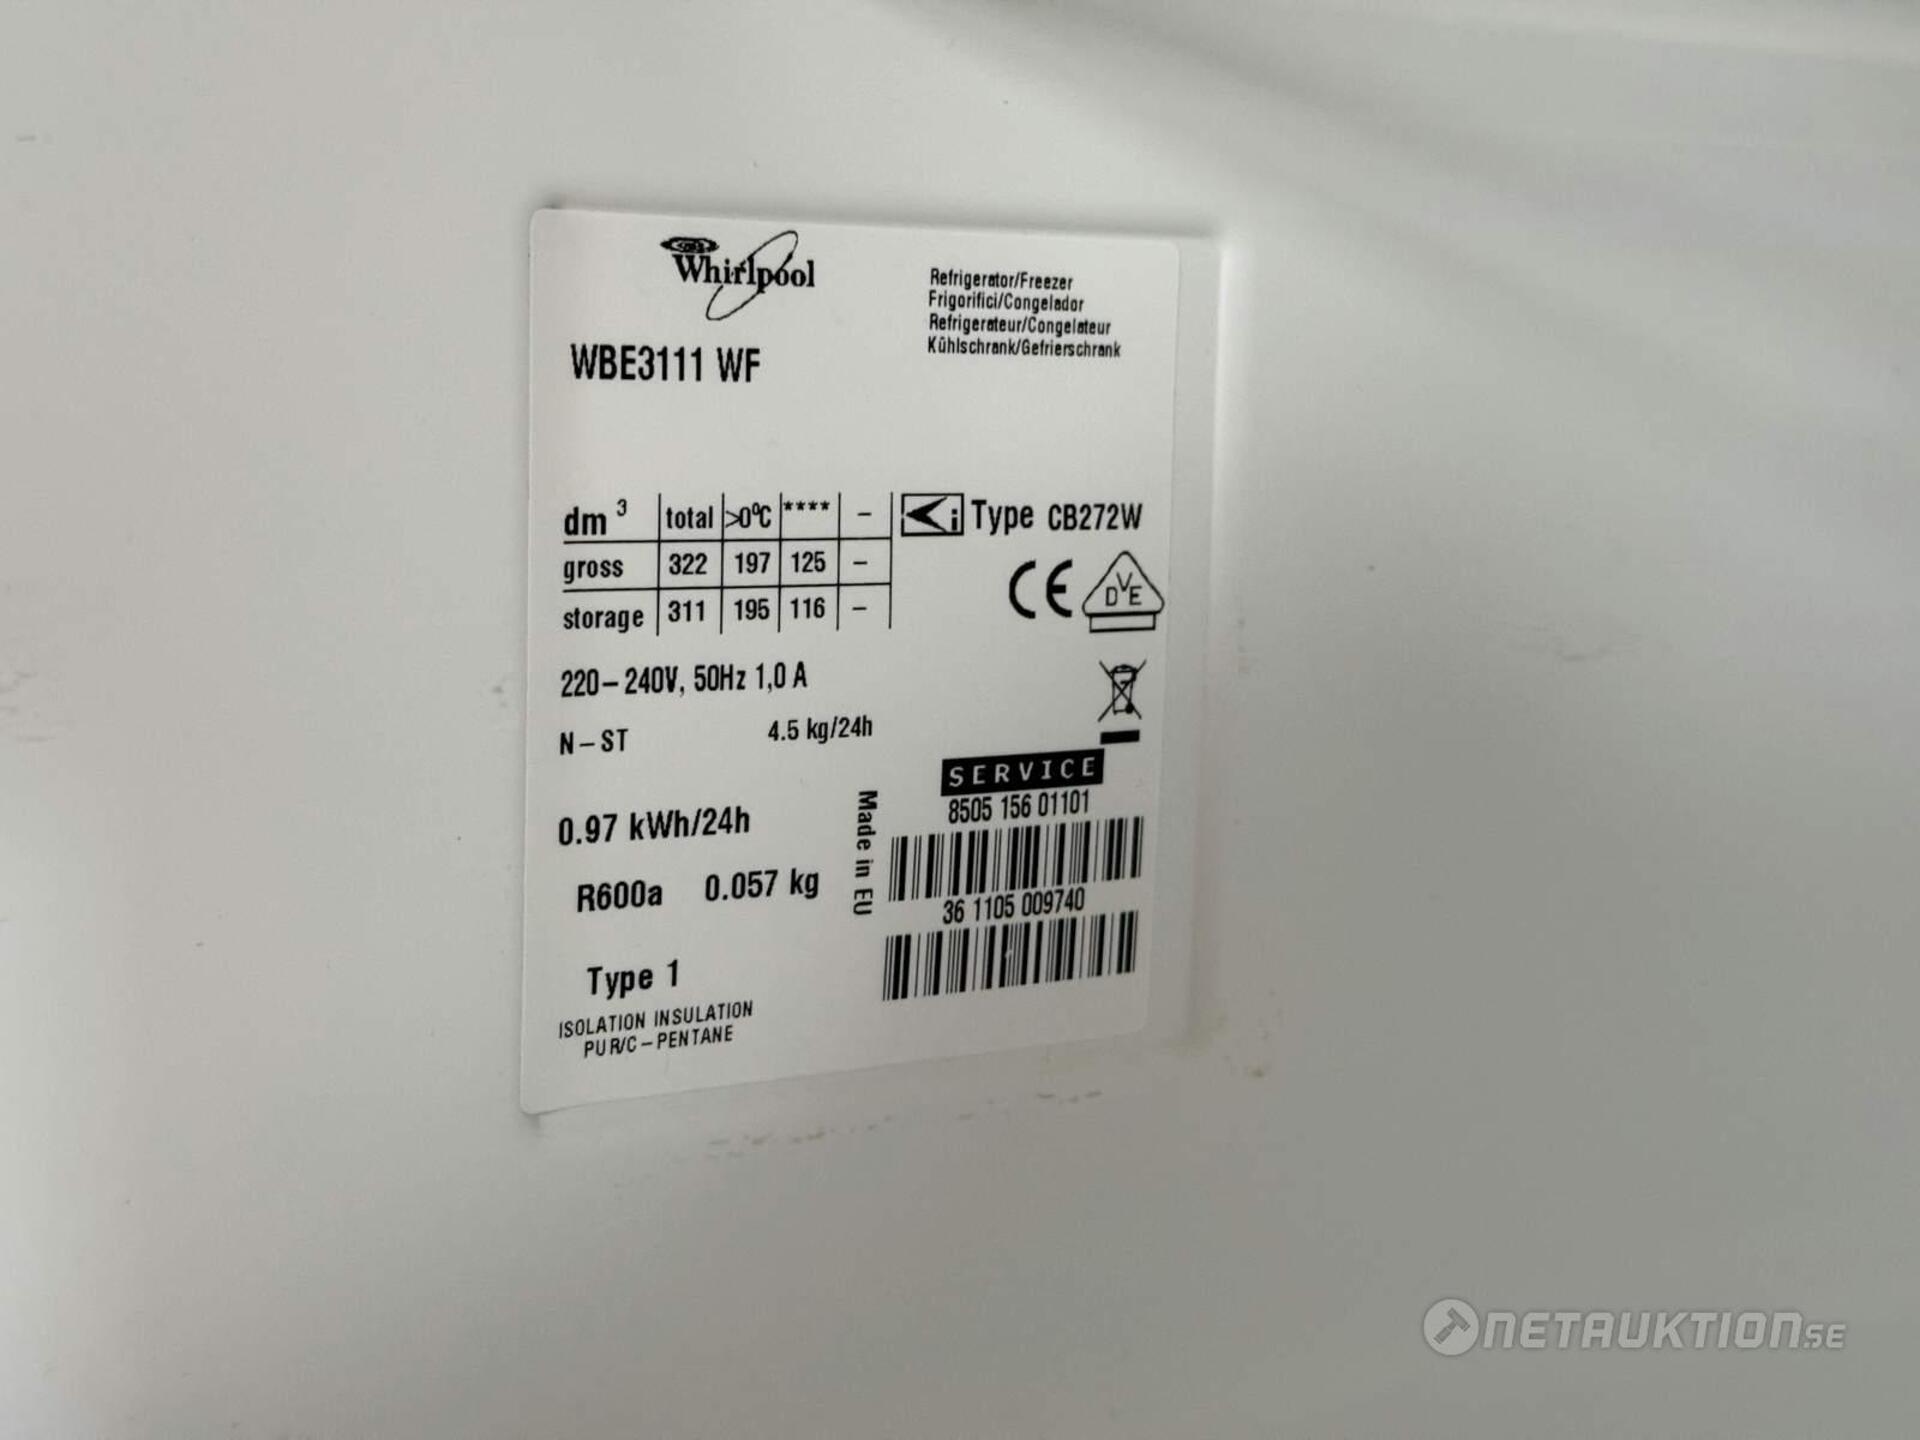 Whirlpool
Refrigerator/Freezer
Frigorifici/Congelador
Refrigerateur/Congelateur
Kühlschrank/Gefrierschrank
WBE3111 WF
dm³ total >0°C **** –
gross 322 197 125 –
storage 311 195 116 –
i Type CB272W
CE DVE
220–240V, 50Hz 1,0 A
N–ST 4.5 kg/24h
SERVICE
8505 156 01101
0.97 kWh/24h
Made in EU
R600a 0.057 kg
36 1105 009740
Type 1
ISOLATION INSULATION
PUR/C–PENTANE
NETAUKTION.SE